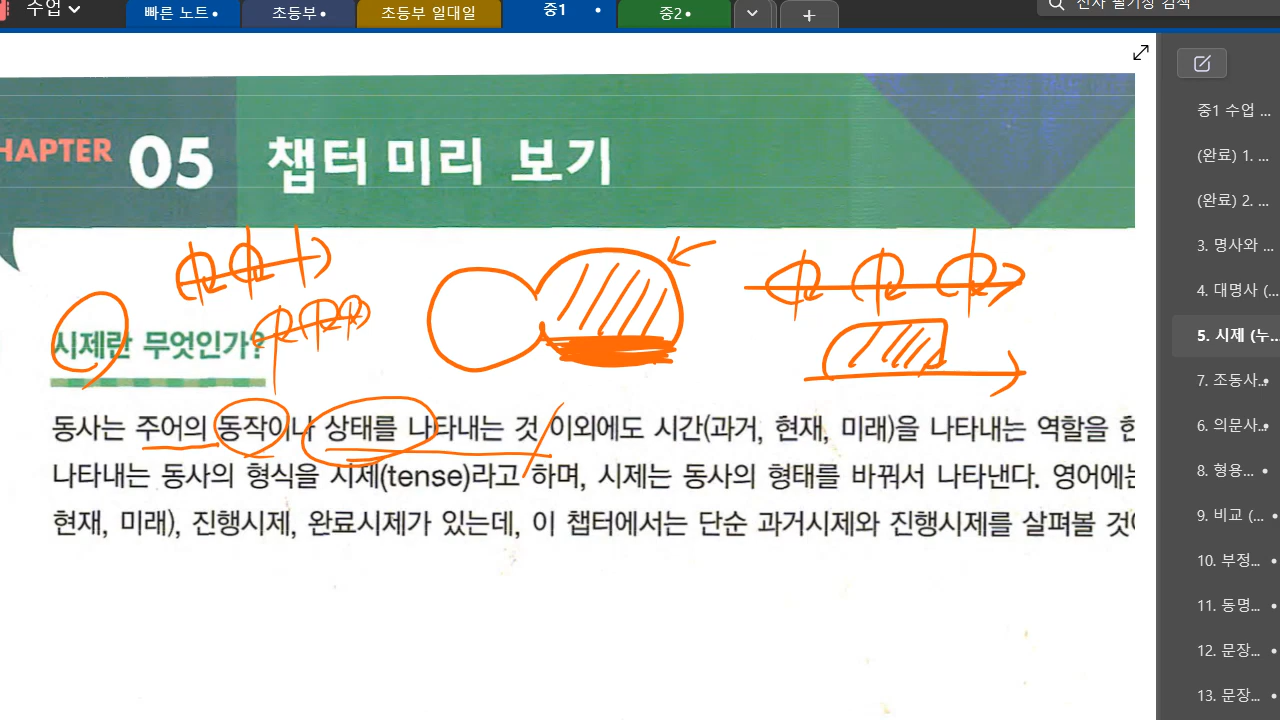 수업
빠른 노트
초등부
초등부 일대일
중1
중2
전자 필기장 검색
HAPTER 05 챕터 미리 보기
시제란 무엇인가?
동사는 주어의 동작이나 상태를 나타내는 것 이외에도 시간(과거, 현재, 미래)을 나타내는 역할을 한
나타내는 동사의 형식을 시제(tense)라고 하며, 시제는 동사의 형태를 바꿔서 나타낸다. 영어에는
현재, 미래), 진행시제, 완료시제가 있는데, 이 챕터에서는 단순 과거시제와 진행시제를 살펴볼 것
중1 수업 ...
(완료) 1. ...
(완료) 2. ...
3. 명사와 ...
4. 대명사 (...
5. 시제 (누...
7. 조동사...
6. 의문사...
8. 형용...
9. 비교 (...
10. 부정...
11. 동명...
12. 문장...
13. 문장...